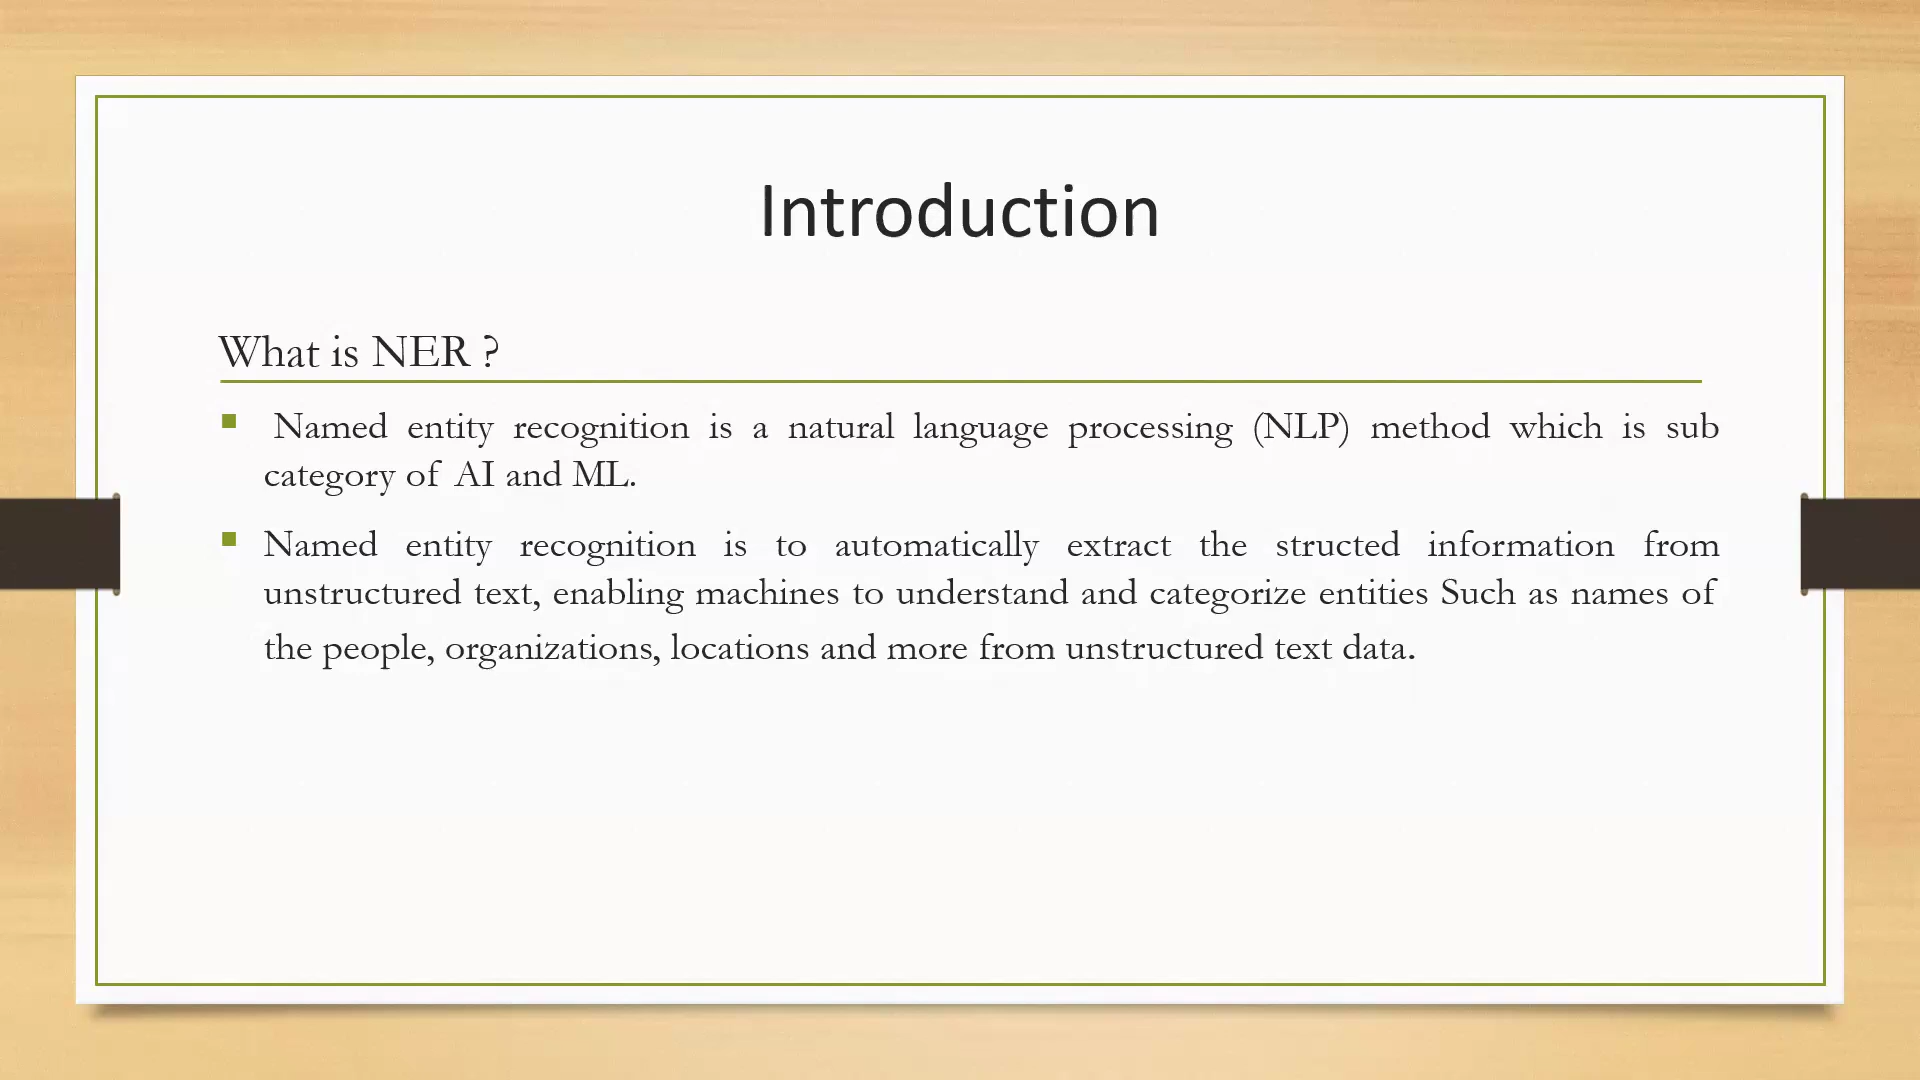 Introduction
What is NER ?
Named entity recognition is a natural language processing (NLP) method which is sub
category of AI and ML.
Named entity recognition is to automatically extract the structed information from
unstructured text, enabling machines to understand and categorize entities Such as names of
the people, organizations, locations and more from unstructured text data.